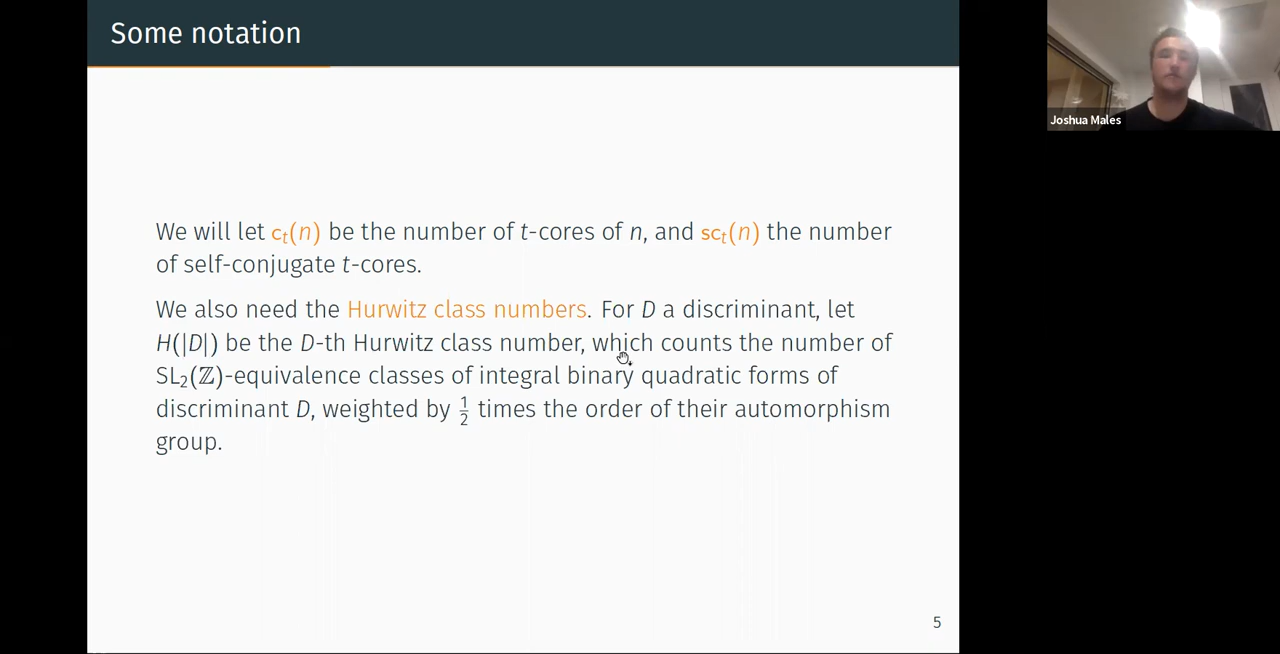 Some notation
We will let c_t(n) be the number of t-cores of n, and sc_t(n) the number
of self-conjugate t-cores.
We also need the Hurwitz class numbers. For D a discriminant, let
H(|D|) be the D-th Hurwitz class number, which counts the number of
SL₂(ℤ)-equivalence classes of integral binary quadratic forms of
discriminant D, weighted by ½ times the order of their automorphism
group.
5
Joshua Males